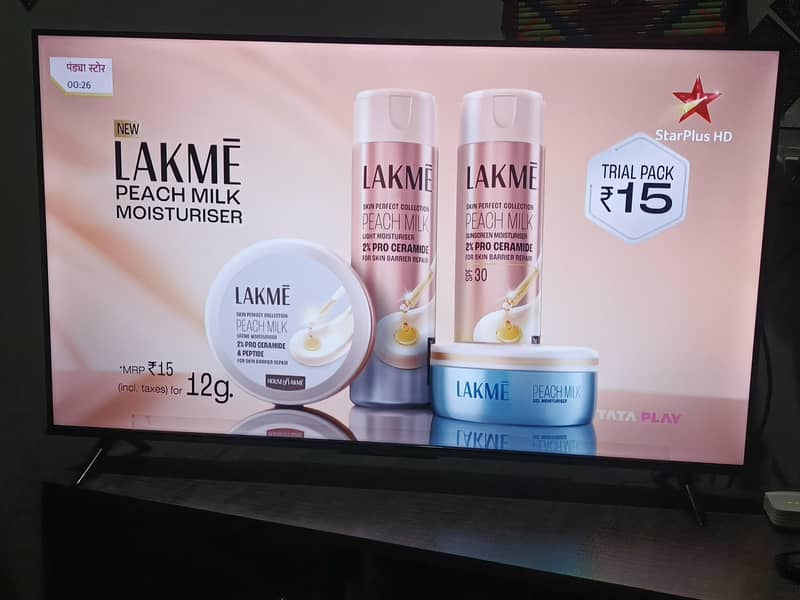 पंड्या स्टोर
00:26
StarPlus HD
NEW
LAKMĒ
PEACH MILK
MOISTURISER
TRIAL PACK
₹15
LAKMĒ
SKIN PERFECT COLLECTION
PEACH MILK
LIGHT MOISTURISER
2% PRO CERAMIDE
FOR SKIN BARRIER REPAIR
LAKMĒ
SKIN PERFECT COLLECTION
PEACH MILK
SUNSCREEN MOISTURISER
2% PRO CERAMIDE
FOR SKIN BARRIER REPAIR
SPF 30
LAKMĒ
SKIN PERFECT COLLECTION
PEACH MILK
CRÈME MOISTURISER
2% PRO CERAMIDE
& PEPTIDE
FOR SKIN BARRIER REPAIR
HOUSE OF LAKMĒ
LAKMĒ
PEACH MILK
GEL MOISTURISER
*MRP ₹15
(incl. taxes) for 12g.
TATA PLAY